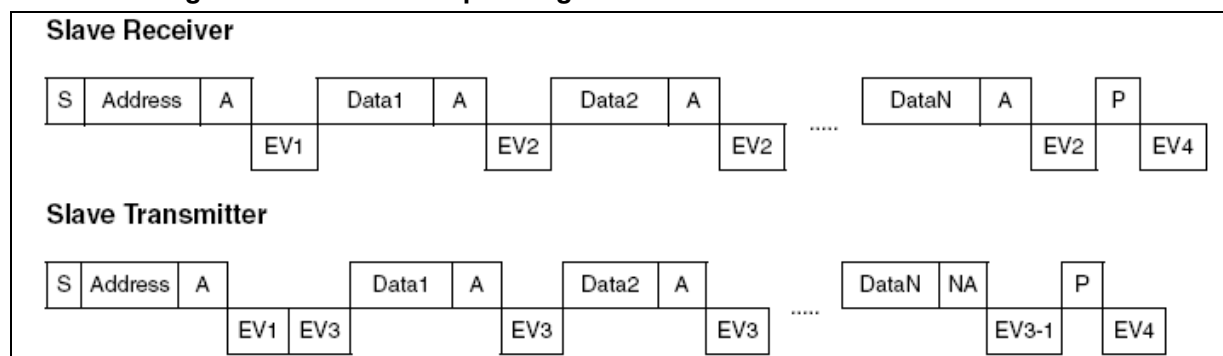 Slave Receiver
S Address A Data1 A Data2 A DataN A P
EV1 EV2 EV2 ..... EV2 EV4
Slave Transmitter
S Address A Data1 A Data2 A DataN NA P
EV1 EV3 EV3 EV3 ..... EV3-1 EV4